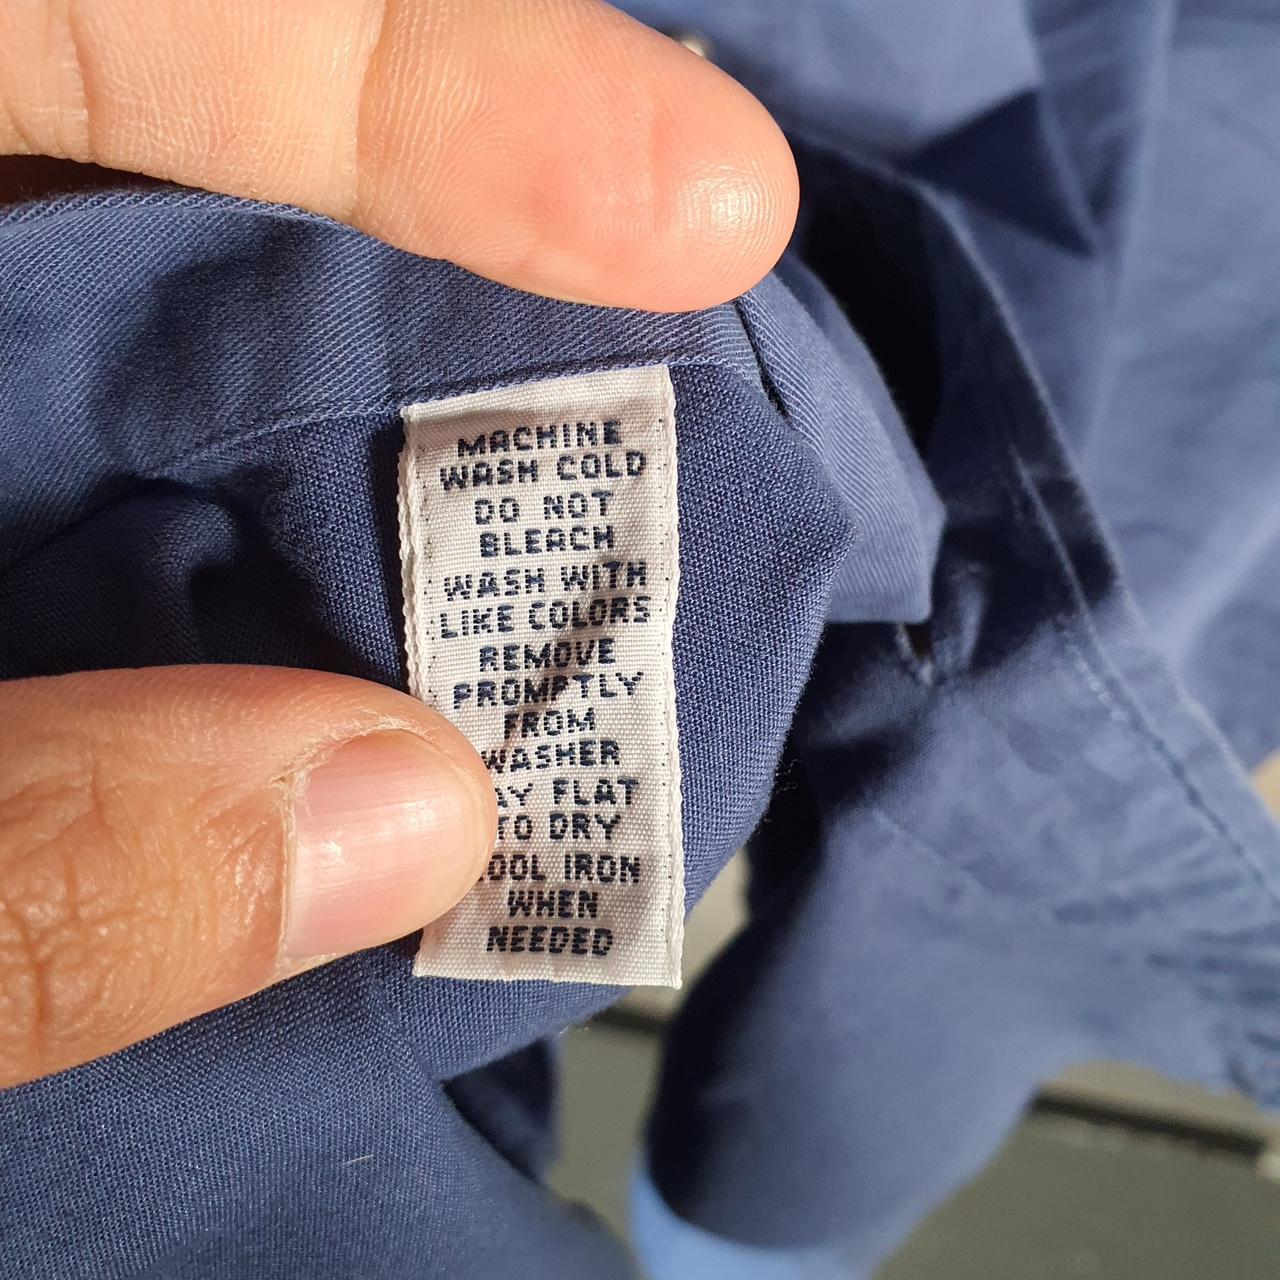 MACHINE
WASH COLD
DO NOT
BLEACH
WASH WITH
LIKE COLORS
REMOVE
PROMPTLY
FROM
WASHER
AY FLAT
TO DRY
OOL IRON
WHEN
NEEDED